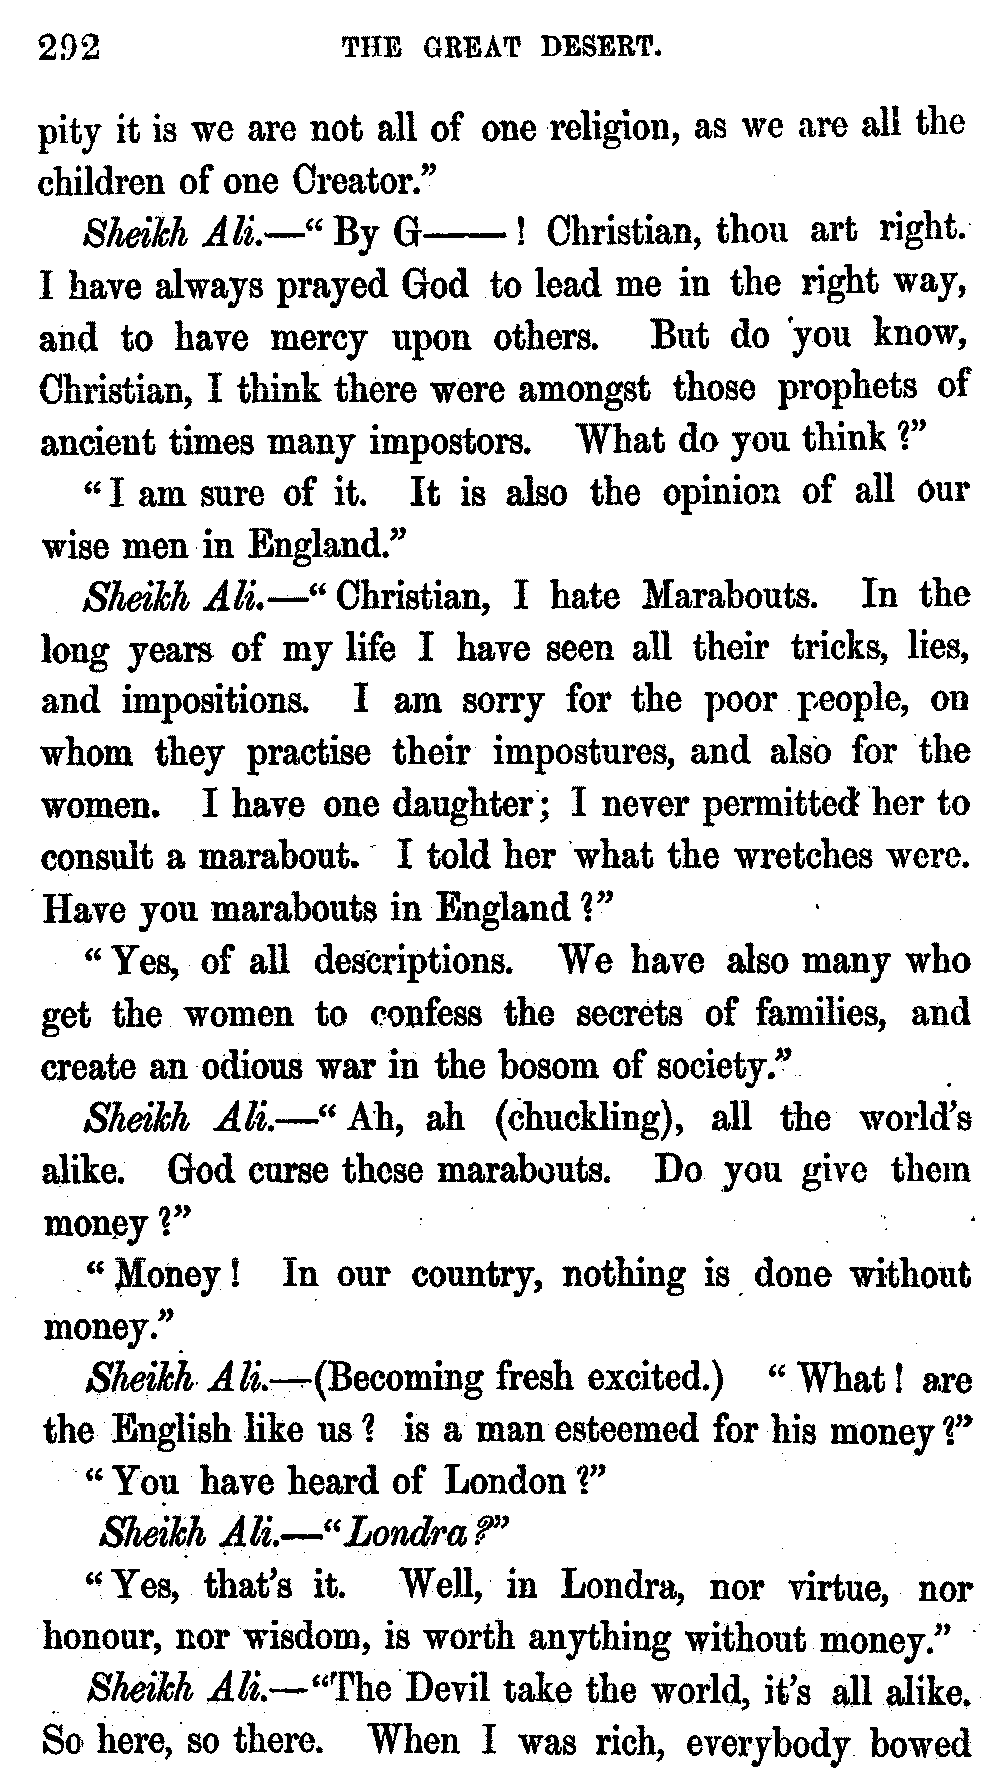 292 THE GREAT DESERT.
pity it is we are not all of one religion, as we are all the
children of one Creator.”
Sheikh Ali.—“ By G——! Christian, thou art right.
I have always prayed God to lead me in the right way,
and to have mercy upon others. But do you know,
Christian, I think there were amongst those prophets of
ancient times many impostors. What do you think ?”
“ I am sure of it. It is also the opinion of all our
wise men in England.”
Sheikh Ali.—“ Christian, I hate Marabouts. In the
long years of my life I have seen all their tricks, lies,
and impositions. I am sorry for the poor people, on
whom they practise their impostures, and also for the
women. I have one daughter; I never permitted her to
consult a marabout. I told her what the wretches were.
Have you marabouts in England ?”
“ Yes, of all descriptions. We have also many who
get the women to confess the secrets of families, and
create an odious war in the bosom of society.”
Sheikh Ali.—“ Ah, ah (chuckling), all the world's
alike. God curse these marabouts. Do you give them
money ?”
“ Money! In our country, nothing is done without
money.”
Sheikh Ali.—(Becoming fresh excited.) “ What! are
the English like us ? is a man esteemed for his money ?”
“ You have heard of London ?”
Sheikh Ali.—“ Londra ?”
“ Yes, that's it. Well, in Londra, nor virtue, nor
honour, nor wisdom, is worth anything without money.”
Sheikh Ali.—“The Devil take the world, it's all alike.
So here, so there. When I was rich, everybody bowed